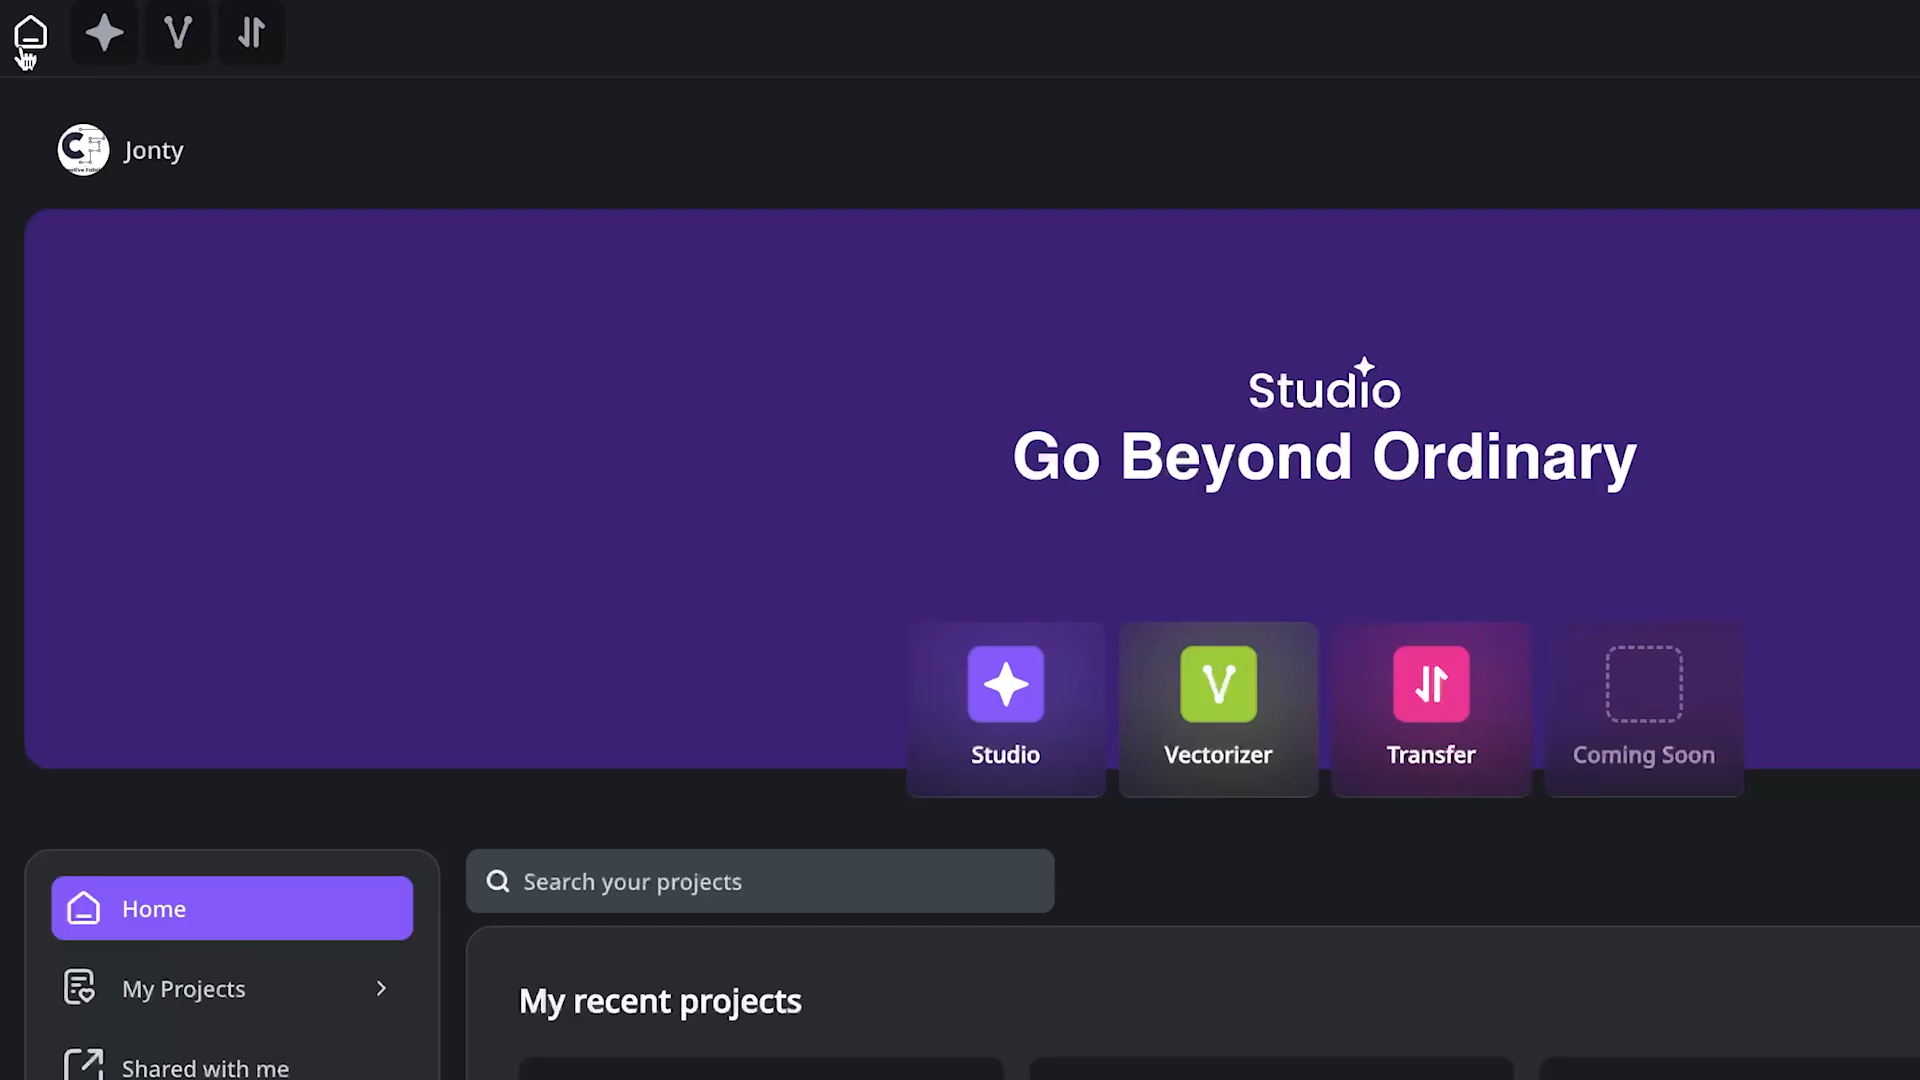 Jonty
Studio
Go Beyond Ordinary
Studio
Vectorizer
Transfer
Coming Soon
Home
Search your projects
My Projects
My recent projects
Shared with me